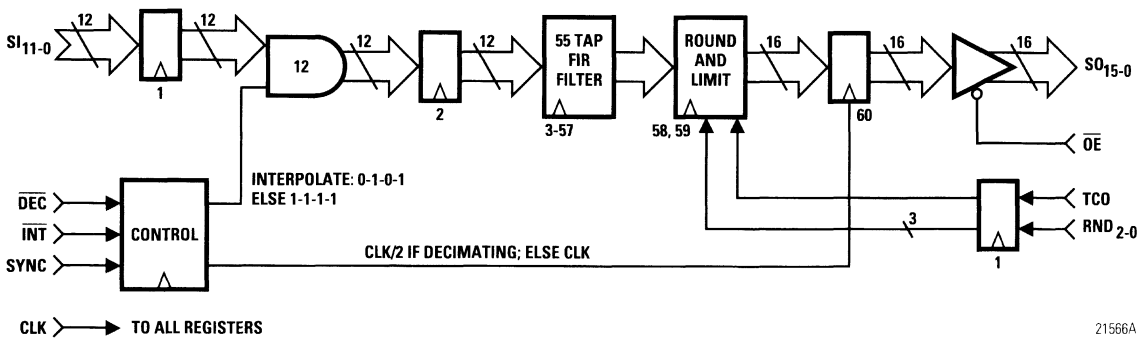 SI11-0
12
12
1
12
12
2
12
55 TAP
FIR
FILTER
3-57
ROUND
AND
LIMIT
58, 59
16
16
60
16
SO15-0
OE
DEC
INT
SYNC
CONTROL
INTERPOLATE: 0-1-0-1
ELSE 1-1-1-1
CLK/2 IF DECIMATING; ELSE CLK
3
1
TCO
RND2-0
CLK
TO ALL REGISTERS
21566A